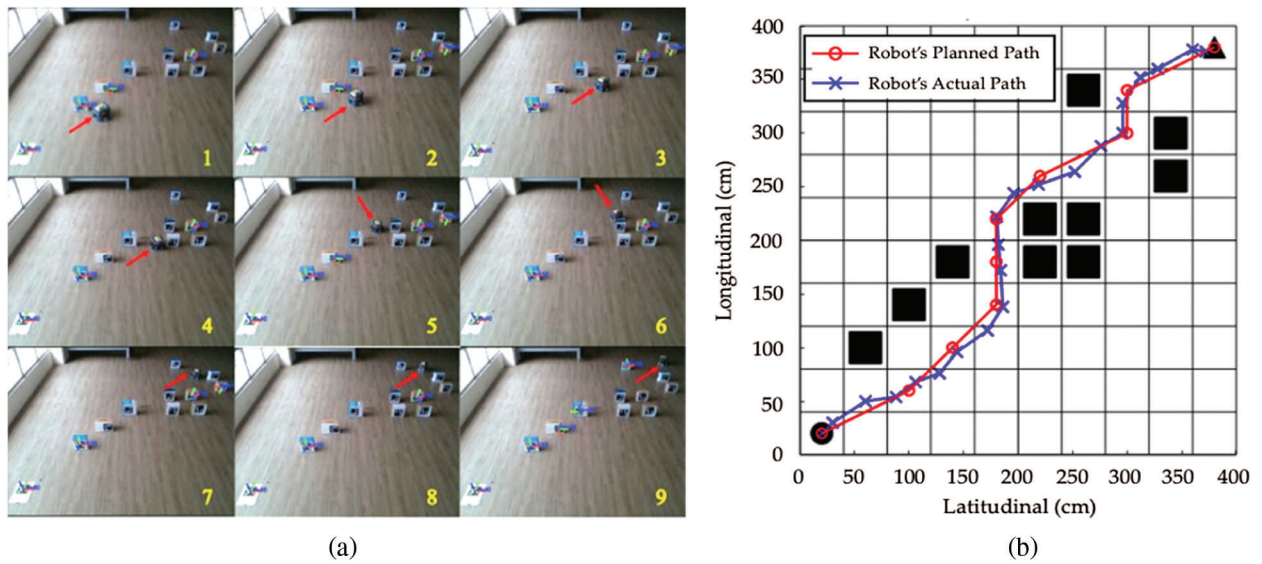 1
2
3
4
5
6
7
8
9
(a)
Robot's Planned Path
Robot's Actual Path
Longitudinal (cm)
400
350
300
250
200
150
100
50
0
0 50 100 150 200 250 300 350 400
Latitudinal (cm)
(b)